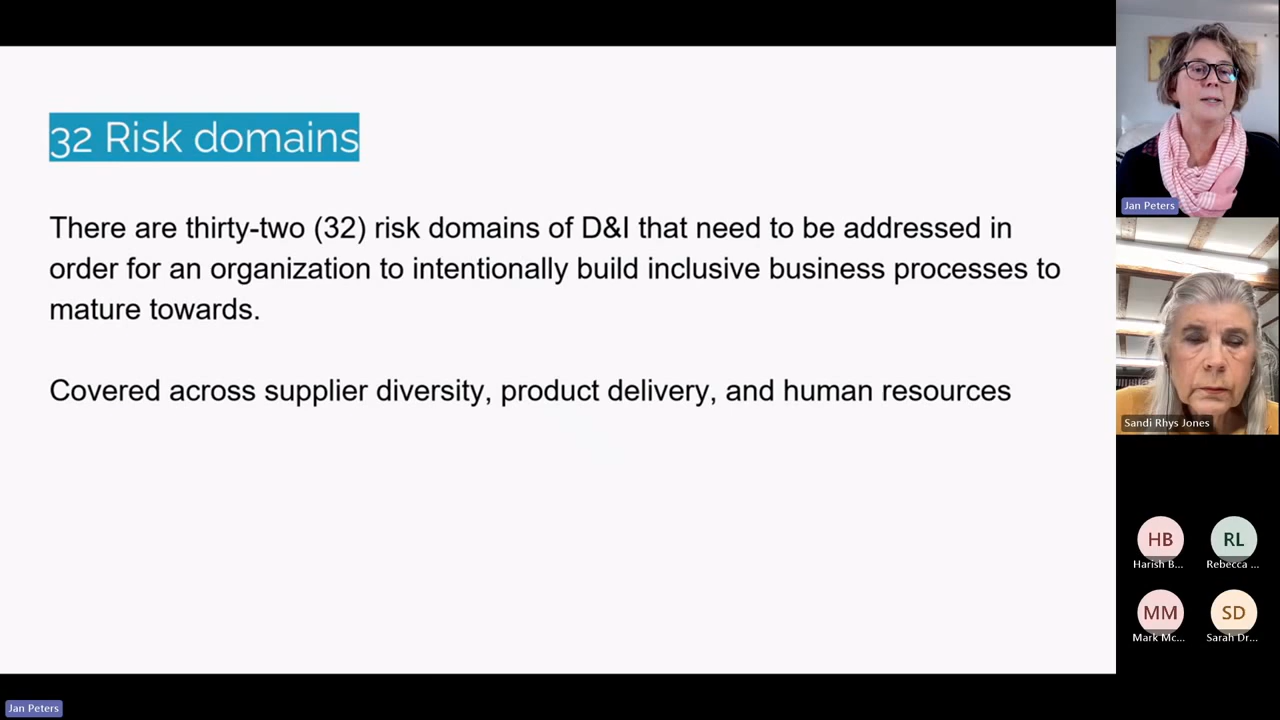 32 Risk domains
There are thirty-two (32) risk domains of D&I that need to be addressed in
order for an organization to intentionally build inclusive business processes to
mature towards.
Covered across supplier diversity, product delivery, and human resources
Jan Peters
Sandi Rhys Jones
HB
Harish B...
RL
Rebecca ...
MM
Mark Mc...
SD
Sarah Dr...
Jan Peters